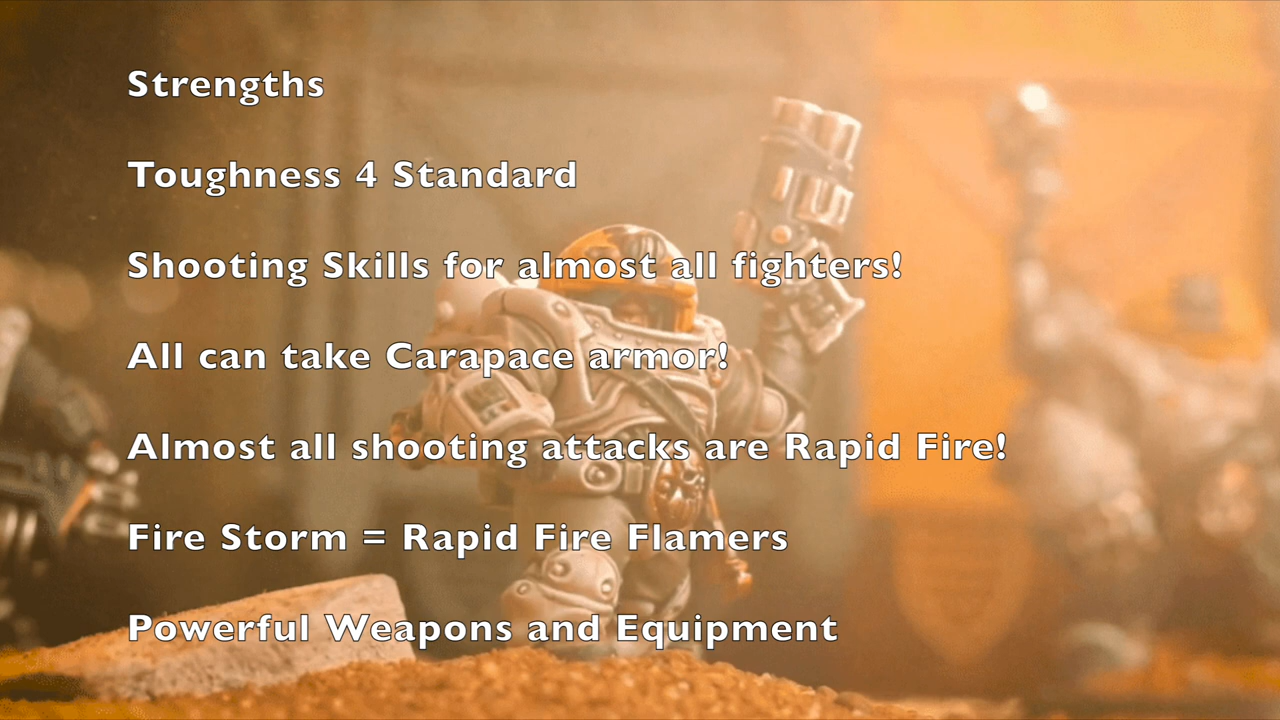 Strengths
Toughness 4 Standard
Shooting Skills for almost all fighters!
All can take Carapace armor!
Almost all shooting attacks are Rapid Fire!
Fire Storm = Rapid Fire Flamers
Powerful Weapons and Equipment